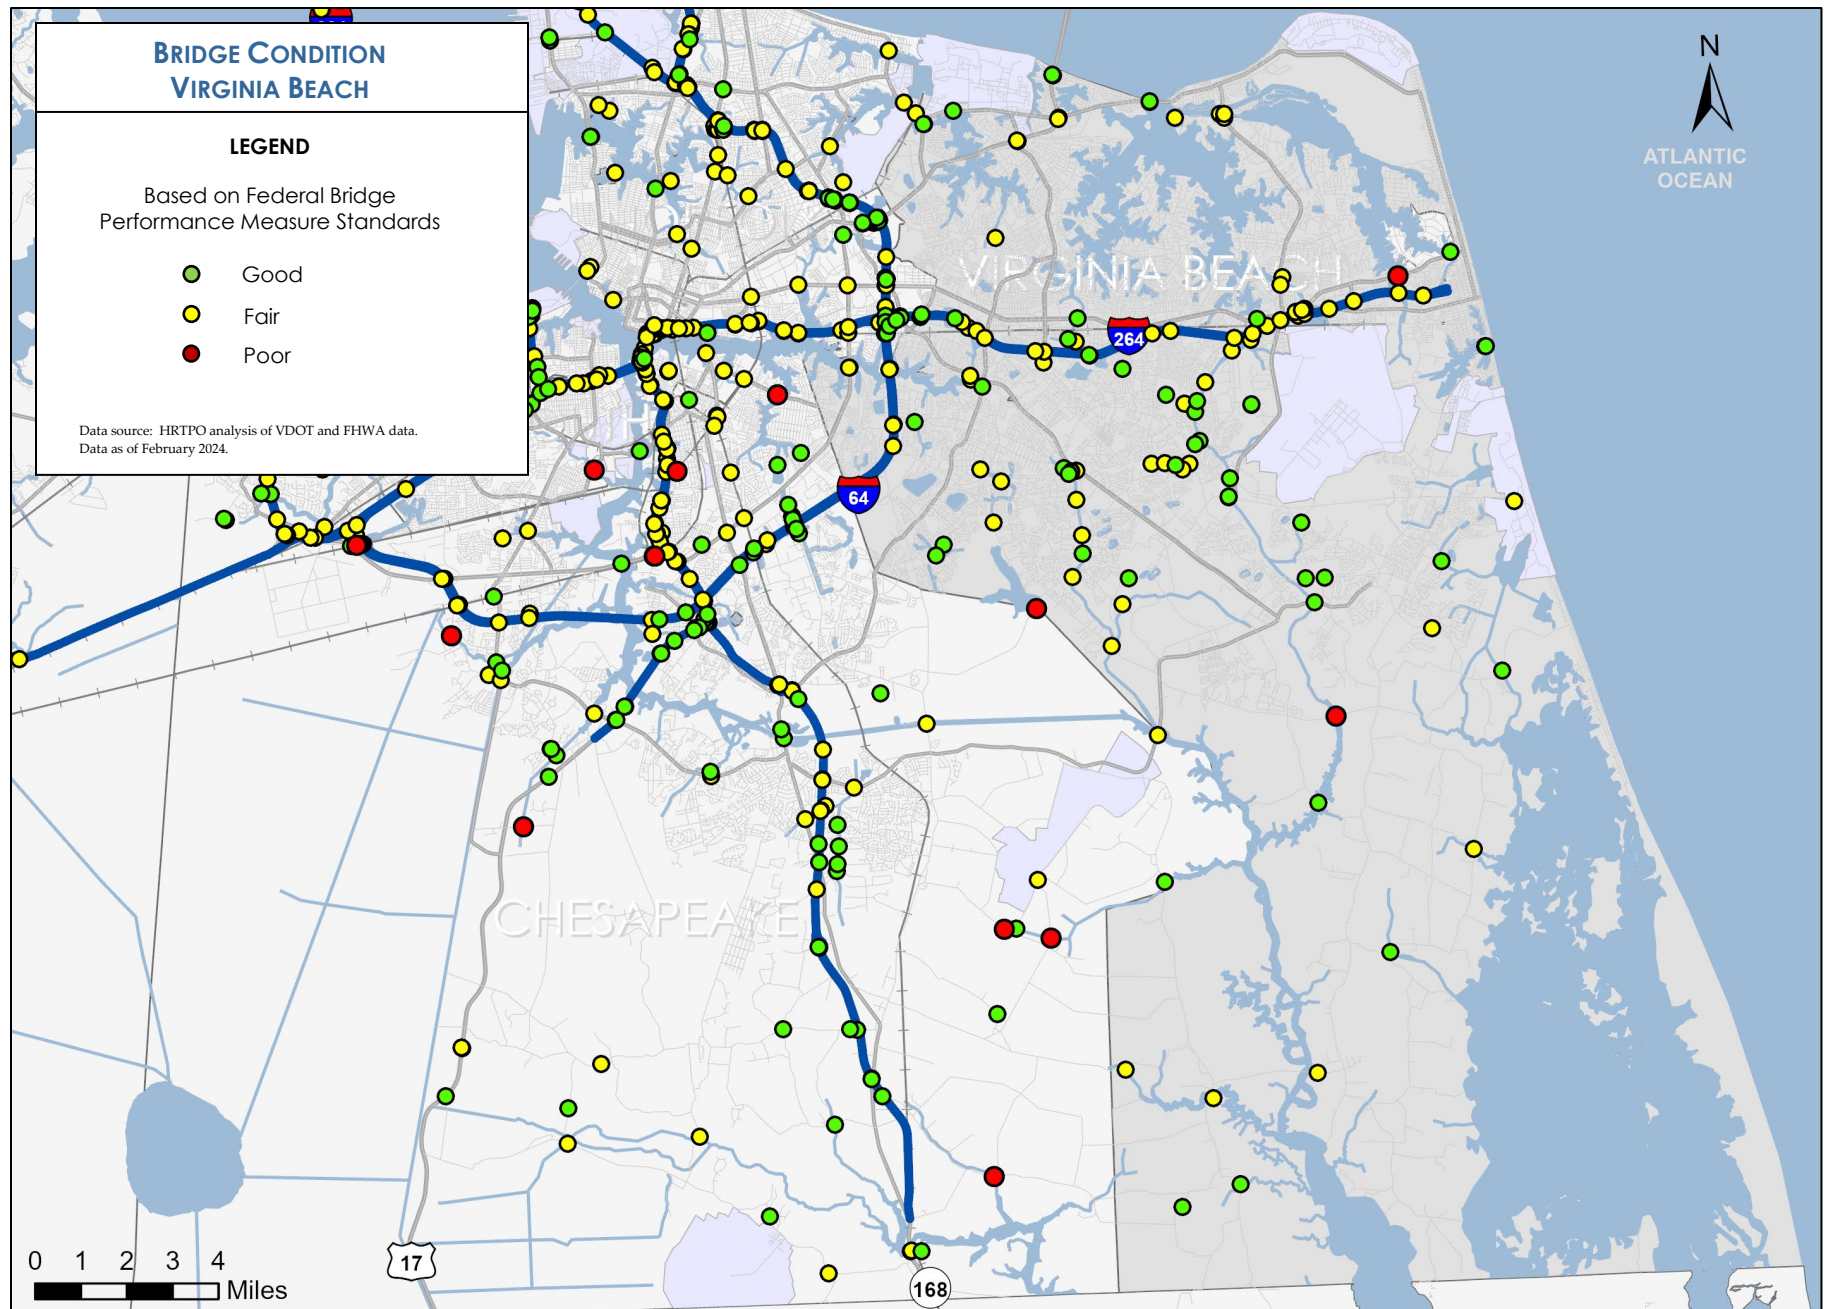 BRIDGE CONDITION
VIRGINIA BEACH
LEGEND
Based on Federal Bridge
Performance Measure Standards
Good
Fair
Poor
Data source: HRTPO analysis of VDOT and FHWA data.
Data as of February 2024.
N
ATLANTIC
OCEAN
VIRGINIA BEACH
264
64
CHESAPEAKE
0 1 2 3 4
Miles
17
168